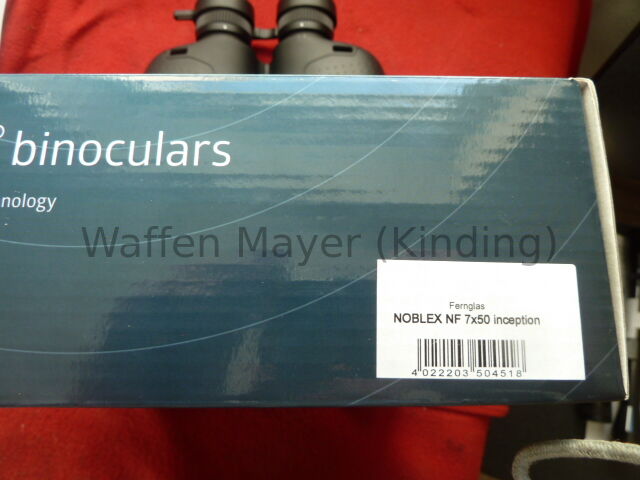 binoculars
nology
Waffen Mayer (Kinding)
Fernglas
NOBLEX NF 7x50 inception
4 022203 504518